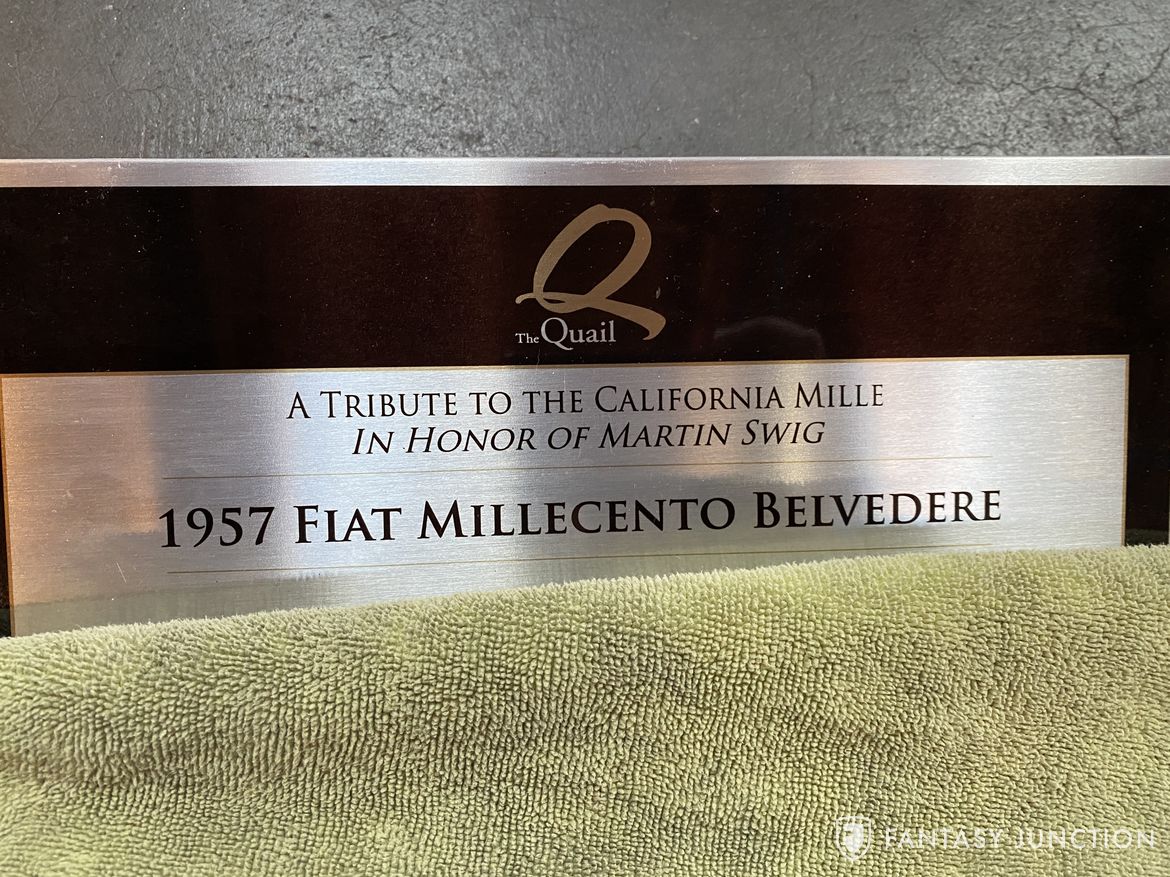 The Quail
A Tribute to the California Mille
In Honor of Martin Swig
1957 Fiat Millecento Belvedere
FANTASY JUNCTION